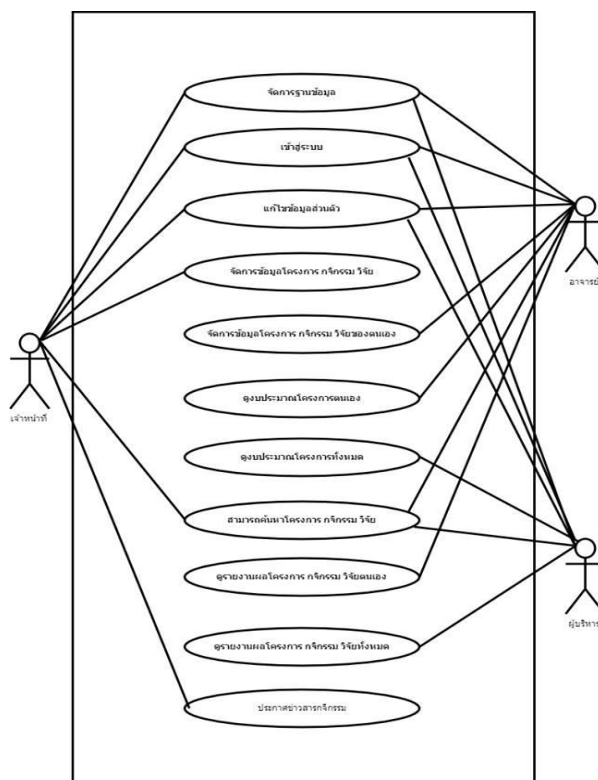 จัดการฐานข้อมูล
เข้าสู่ระบบ
แก้ไขข้อมูลส่วนตัว
อาจารย์
จัดการข้อมูลโครงการ กิจกรรม วิจัย
จัดการข้อมูลโครงการ กิจกรรม วิจัยของตนเอง
ดูงบประมาณโครงการตนเอง
เจ้าหน้าที่
ดูงบประมาณโครงการทั้งหมด
สามารถค้นหาโครงการ กิจกรรม วิจัย
ดูรายงานผลโครงการ กิจกรรม วิจัยตนเอง
ผู้บริหาร
ดูรายงานผลโครงการ กิจกรรม วิจัยทั้งหมด
ประกาศข่าวสารกิจกรรม